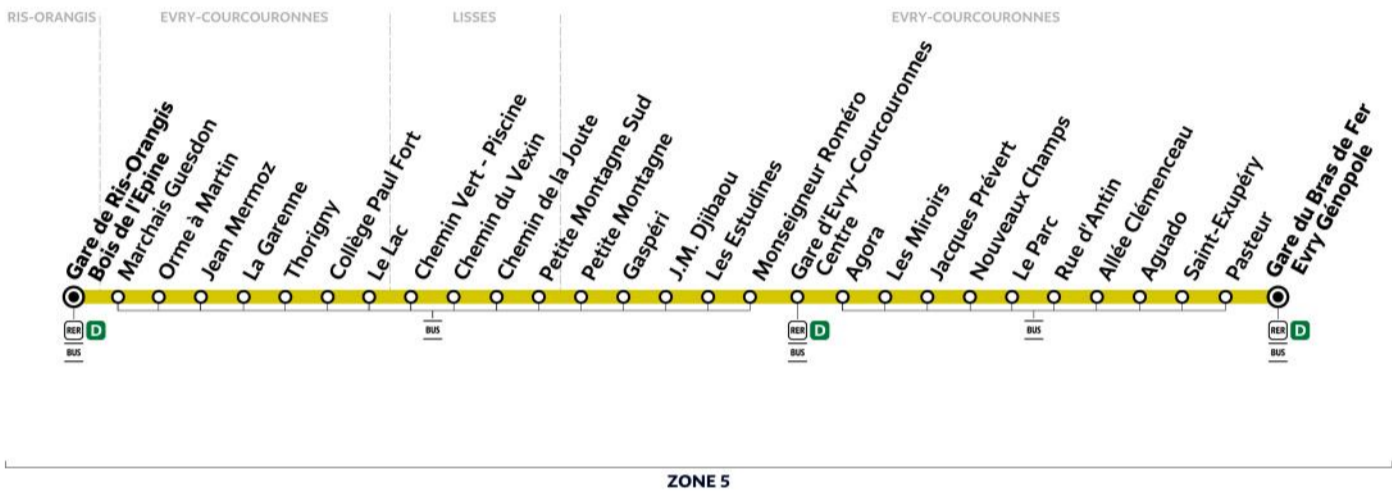 RIS-ORANGIS
EVRY-COURCOURONNES
LISSES
EVRY-COURCOURONNES
Gare de Ris-Orangis
Bois de l'Epine
Marchais Guesdon
Orme à Martin
Jean Mermoz
La Garenne
Thorigny
Collège Paul Fort
Le Lac
Chemin Vert - Piscine
Chemin du Vexin
Chemin de la Joute
Petite Montagne Sud
Petite Montagne
Gaspéri
J.M. Djibaou
Les Estudines
Monseigneur Roméro
Gare d'Evry-Courcouronnes
Centre
Agora
Les Miroirs
Jacques Prévert
Nouveaux Champs
Le Parc
Rue d'Antin
Allée Clémenceau
Aguado
Saint-Exupéry
Pasteur
Gare du Bras de Fer
Evry Génopole
RER D
BUS
BUS
RER D
BUS
BUS
RER D
BUS
ZONE 5